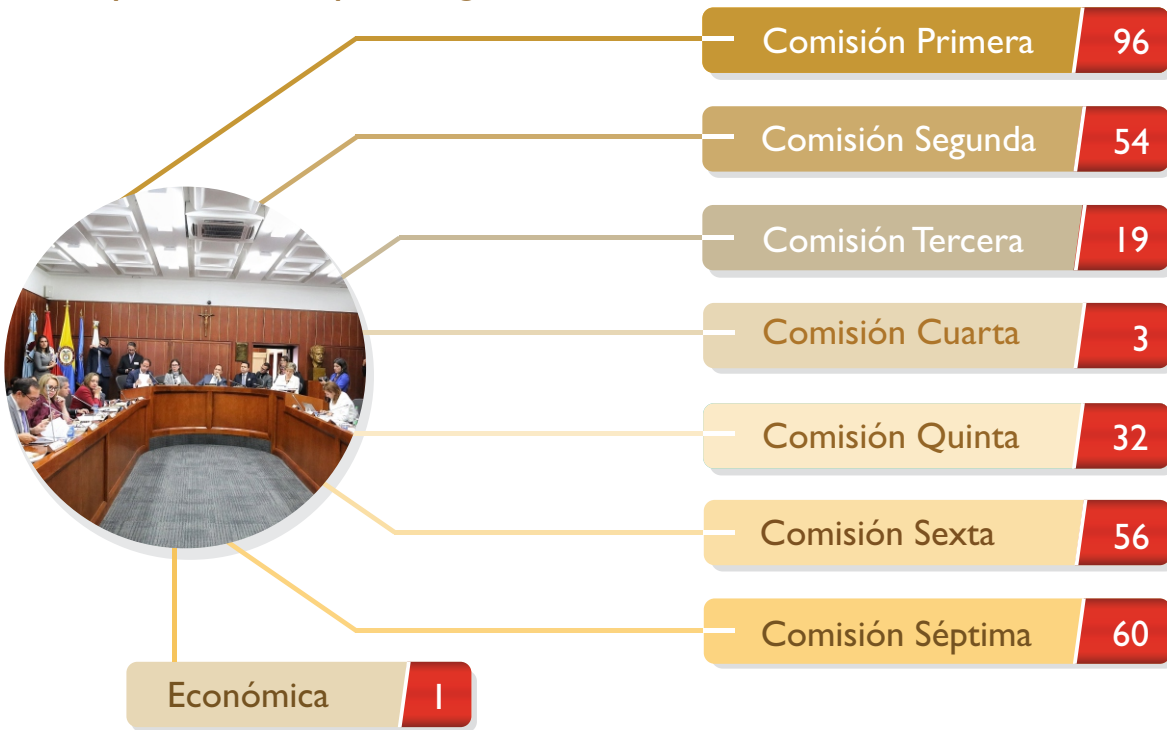 Comisión Primera 96
Comisión Segunda 54
Comisión Tercera 19
Comisión Cuarta 3
Comisión Quinta 32
Comisión Sexta 56
Comisión Séptima 60
Económica 1